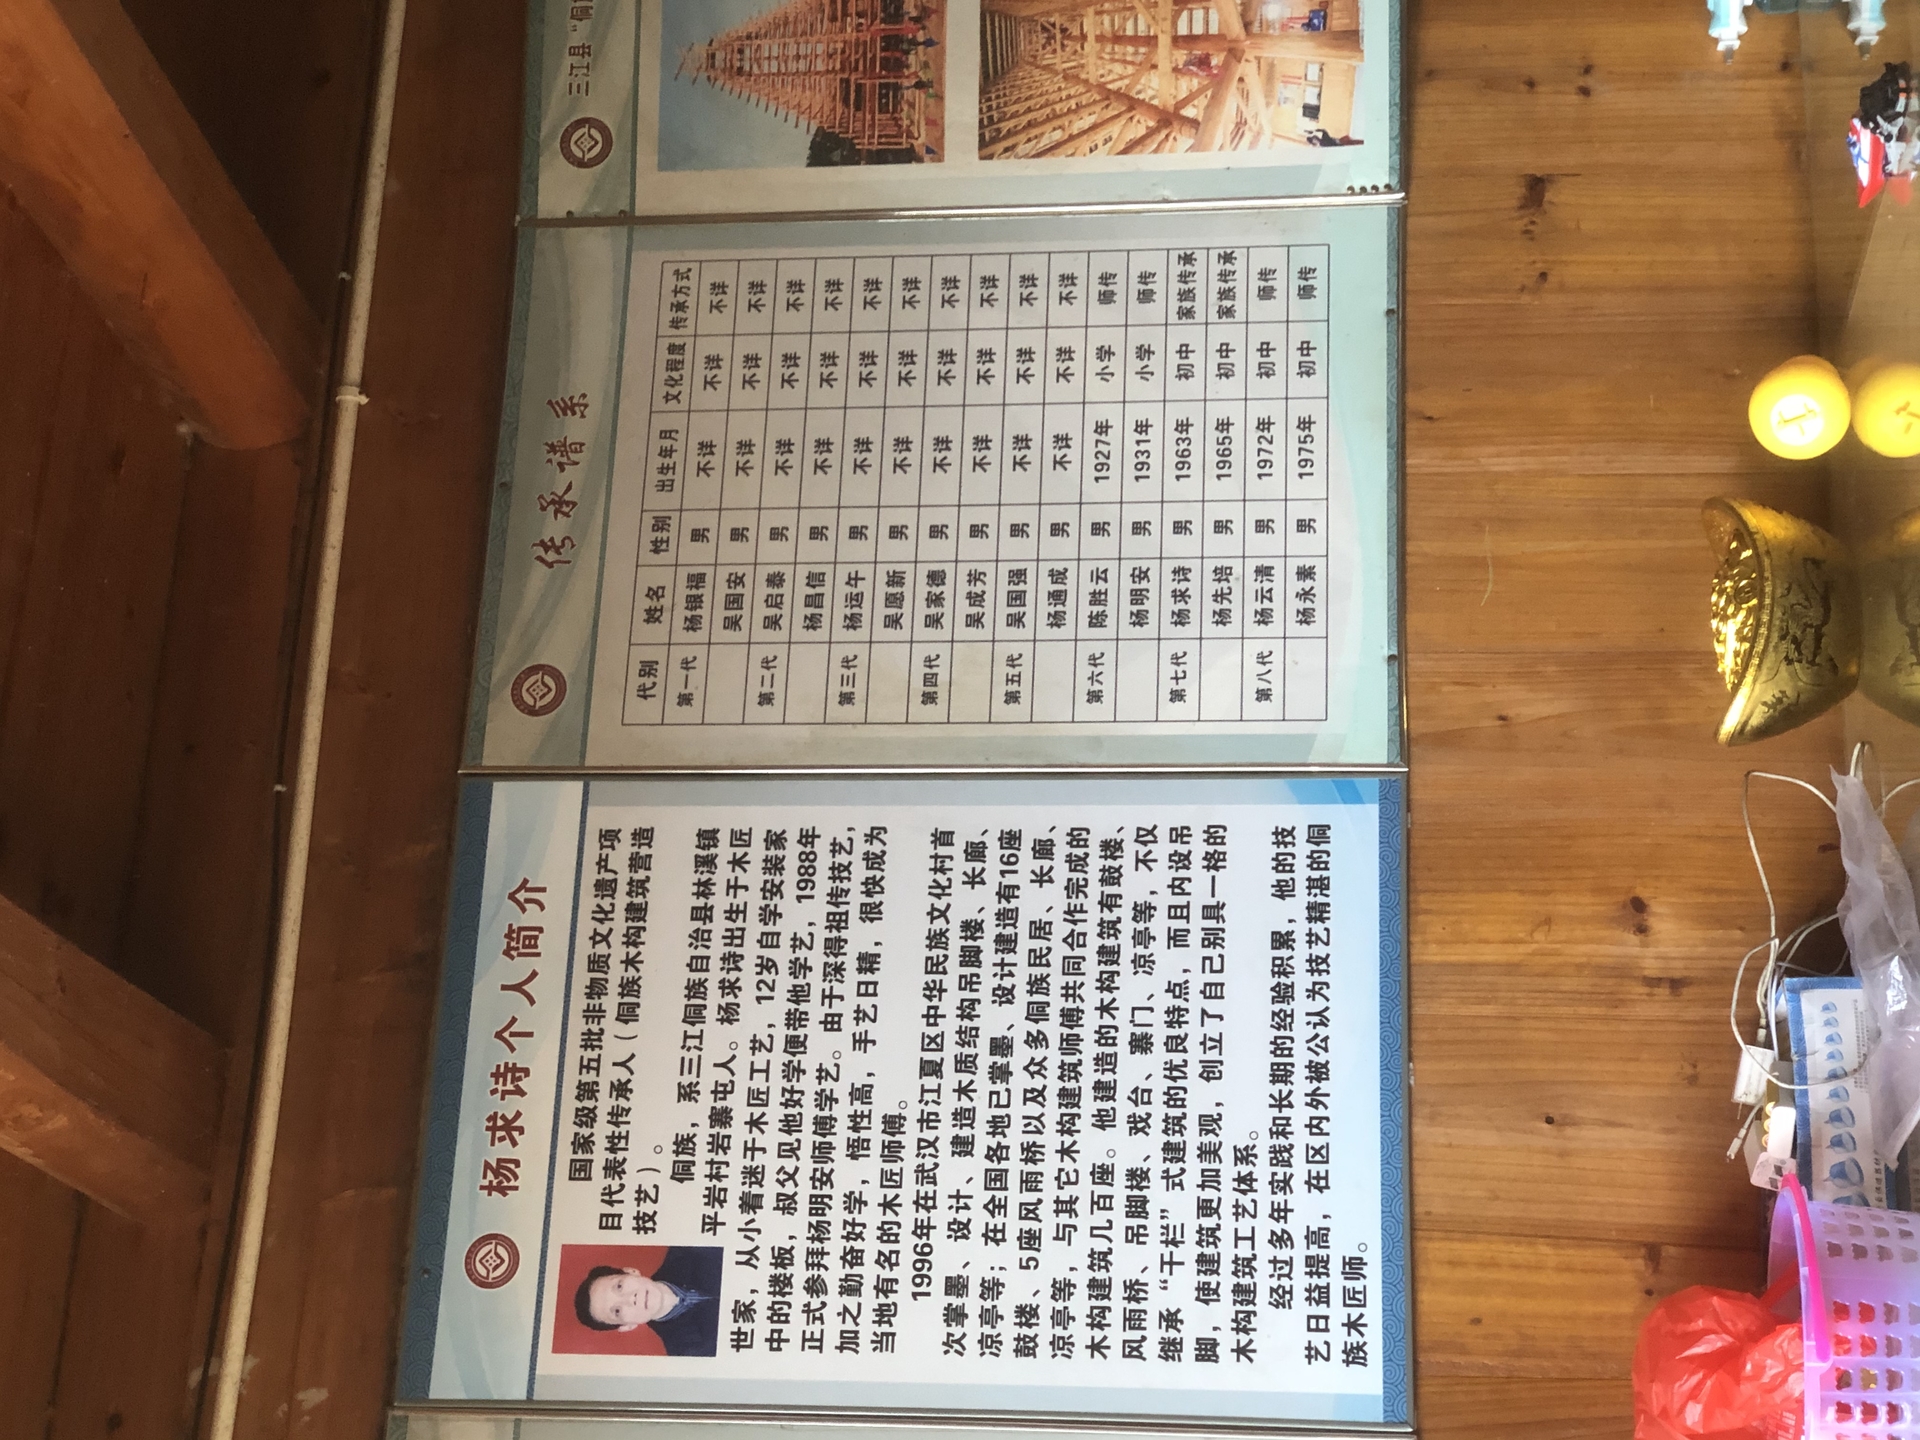 杨求诗个人简介
国家级第五批非物质文化遗产项
目代表性传承人（侗族木构建筑营造
技艺）。
侗族，系三江侗族自治县林溪镇
平岩村岩寨屯人。杨求诗出生于木匠
世家，从小着迷于木匠工艺，12岁自学安装家
中的楼板，叔父见他好学便带他学艺，1988年
正式参拜杨明安师傅学艺。由于深得祖传技艺，
加之勤奋好学，悟性高，手艺日精，很快成为
当地有名的木匠师傅。
1996年在武汉市江夏区中华民族文化村首
次掌墨、设计、建造木质结构吊脚楼、长廊、
凉亭等；在全国各地已掌墨、设计建造有16座
鼓楼、5座风雨桥以及众多侗族民居、长廊、
凉亭等，与其它木构建筑师傅共同合作完成的
木构建筑几百座。他建造的木构建筑有鼓楼、
风雨桥、吊脚楼、戏台、寨门、凉亭等，不仅
继承“干栏”式建筑的优良特点，而且内设吊
脚，使建筑更加美观，创立了自己别具一格的
木构建筑工艺体系。
经过多年实践和长期的经验积累，他的技
艺日益提高，在区内外被公认为技艺精湛的侗
族木匠师。
传承谱系
代别 姓名 性别 出生年月 文化程度 传承方式
第一代 杨银福 男 不详 不详 不详
吴国安 男 不详 不详 不详
第二代 吴启泰 男 不详 不详 不详
杨昌信 男 不详 不详 不详
第三代 杨运午 男 不详 不详 不详
吴愿新 男 不详 不详 不详
第四代 吴家德 男 不详 不详 不详
吴成芳 男 不详 不详 不详
第五代 吴国强 男 不详 不详 不详
杨通成 男 不详 不详 不详
第六代 陈胜云 男 1927年 小学 师传
杨明安 男 1931年 小学 师传
第七代 杨求诗 男 1963年 初中 家族传承
杨先培 男 1965年 初中 家族传承
第八代 杨云清 男 1972年 初中 师传
杨永素 男 1975年 初中 师传
三江县“侗